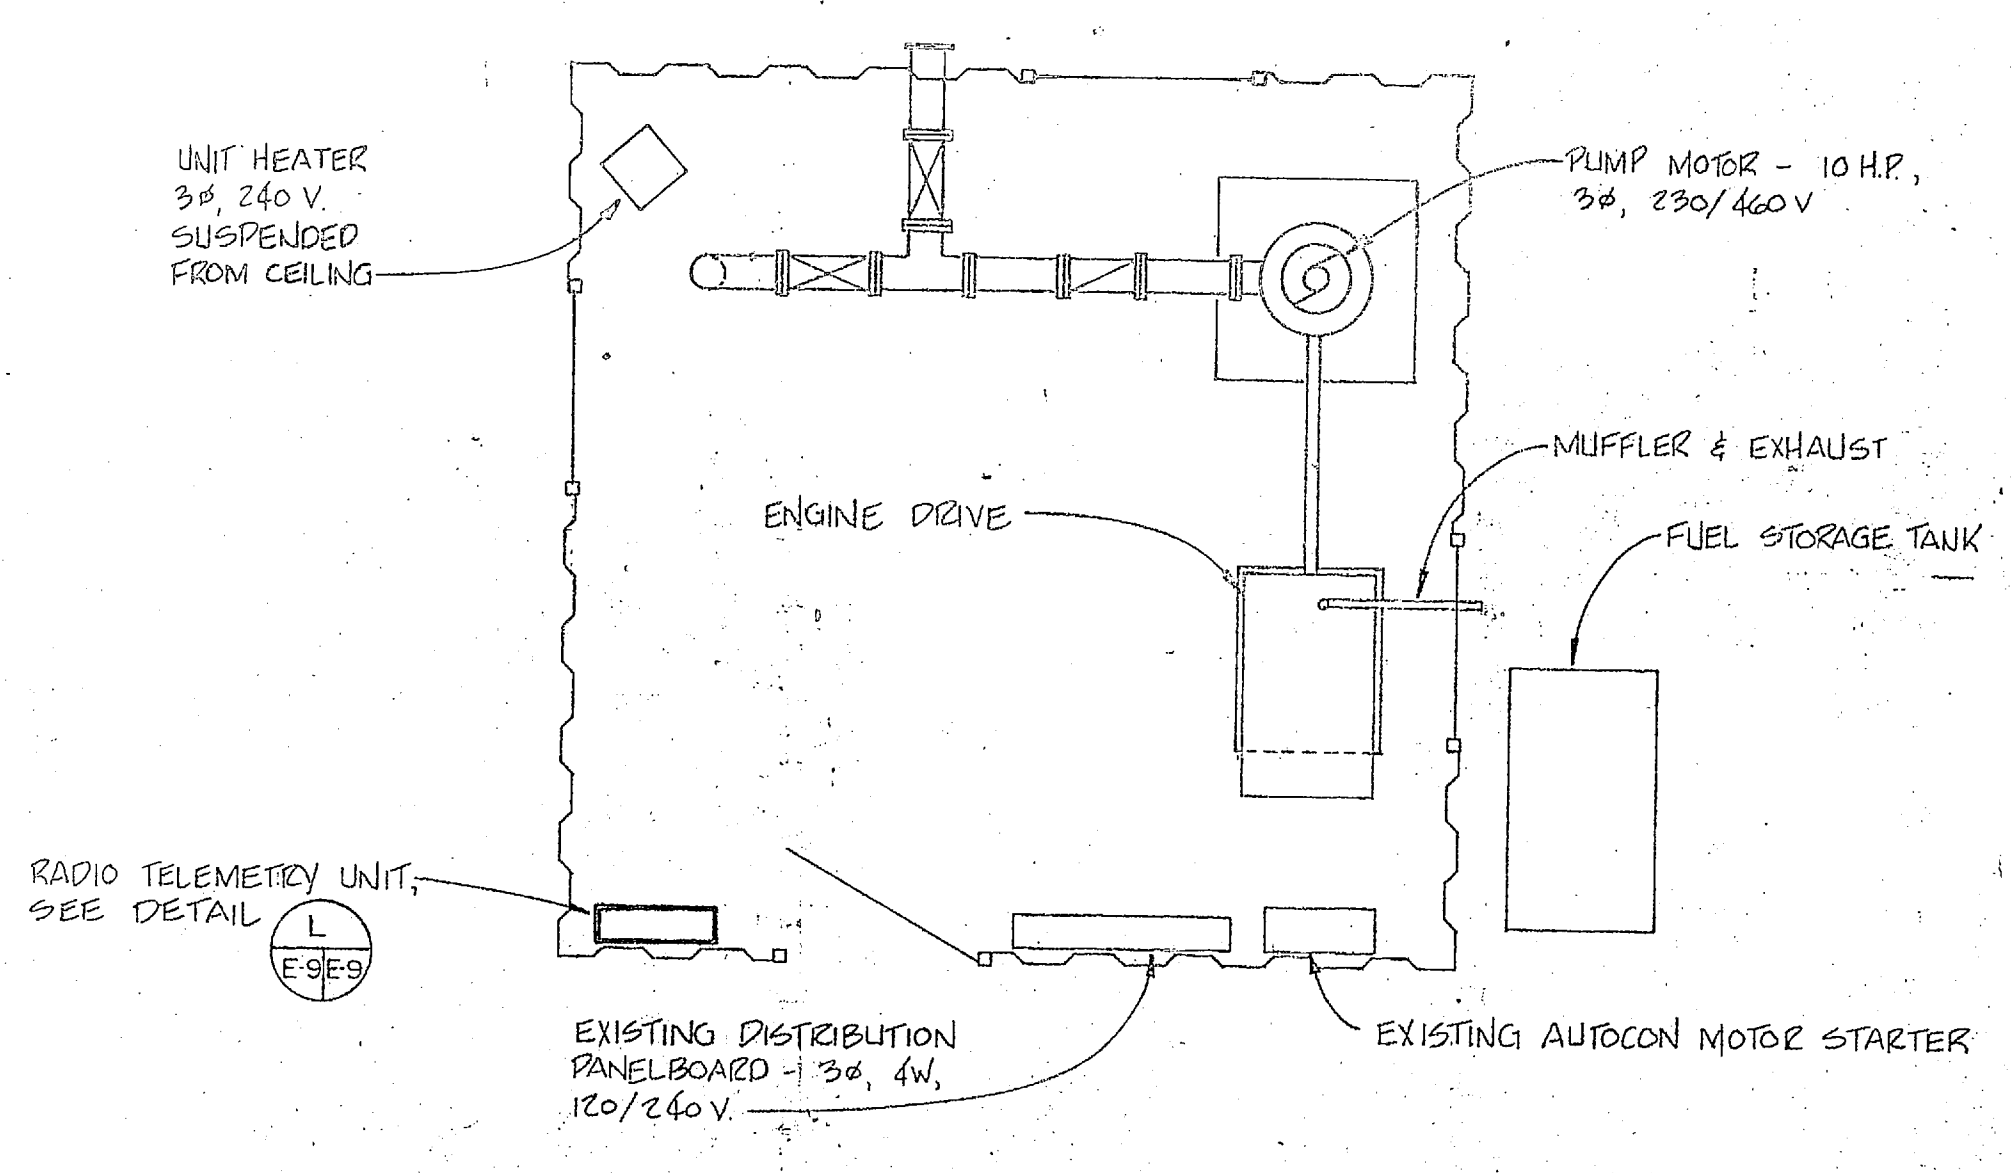 UNIT HEATER
3ø, 240 V.
SUSPENDED
FROM CEILING
PUMP MOTOR - 10 H.P.,
3ø, 230/460 V
MUFFLER & EXHAUST
ENGINE DRIVE
FUEL STORAGE TANK
RADIO TELEMETRY UNIT,
SEE DETAIL
L
E-9 E-9
EXISTING DISTRIBUTION
PANELBOARD - 3ø, 4W,
120/240 V.
EXISTING AUTOCON MOTOR STARTER